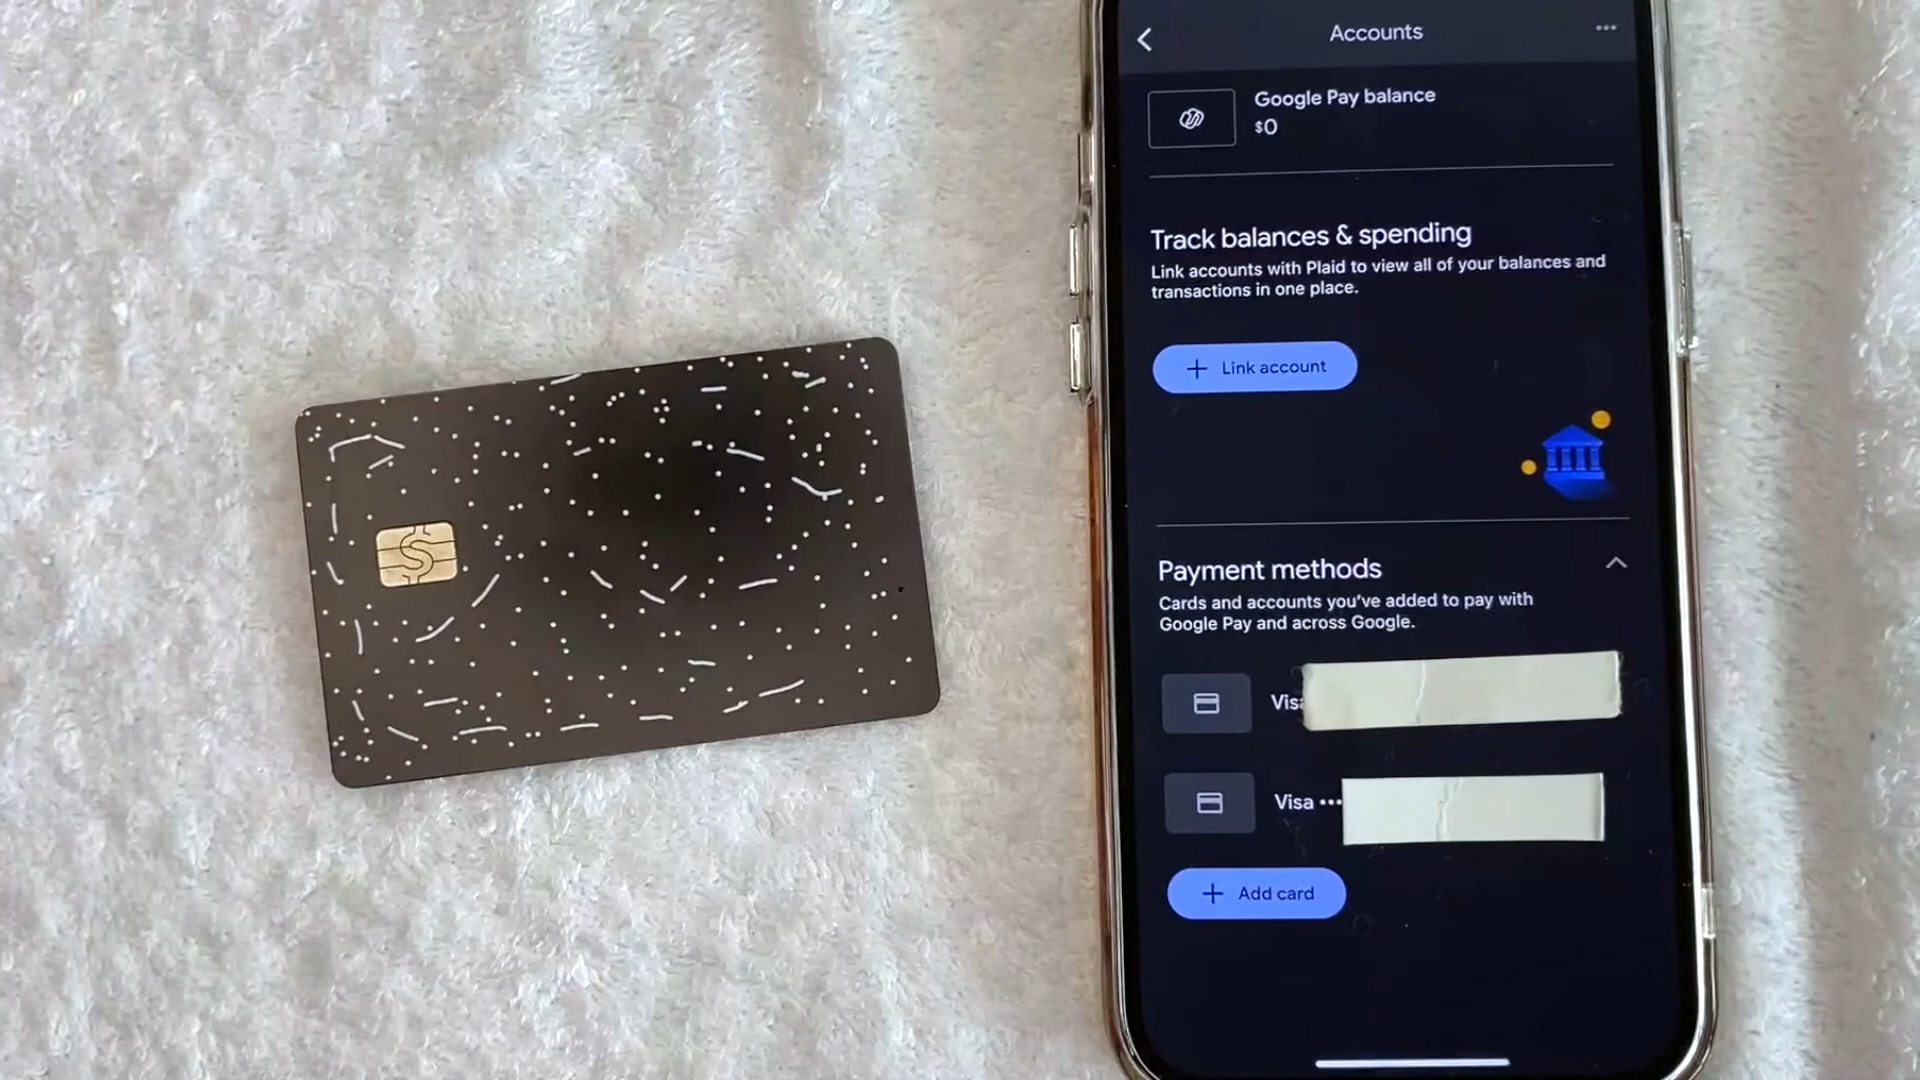 Accounts
Google Pay balance
$0
Track balances & spending
Link accounts with Plaid to view all of your balances and
transactions in one place.
+ Link account
Payment methods
Cards and accounts you've added to pay with
Google Pay and across Google.
Visa
Visa ••••
+ Add card